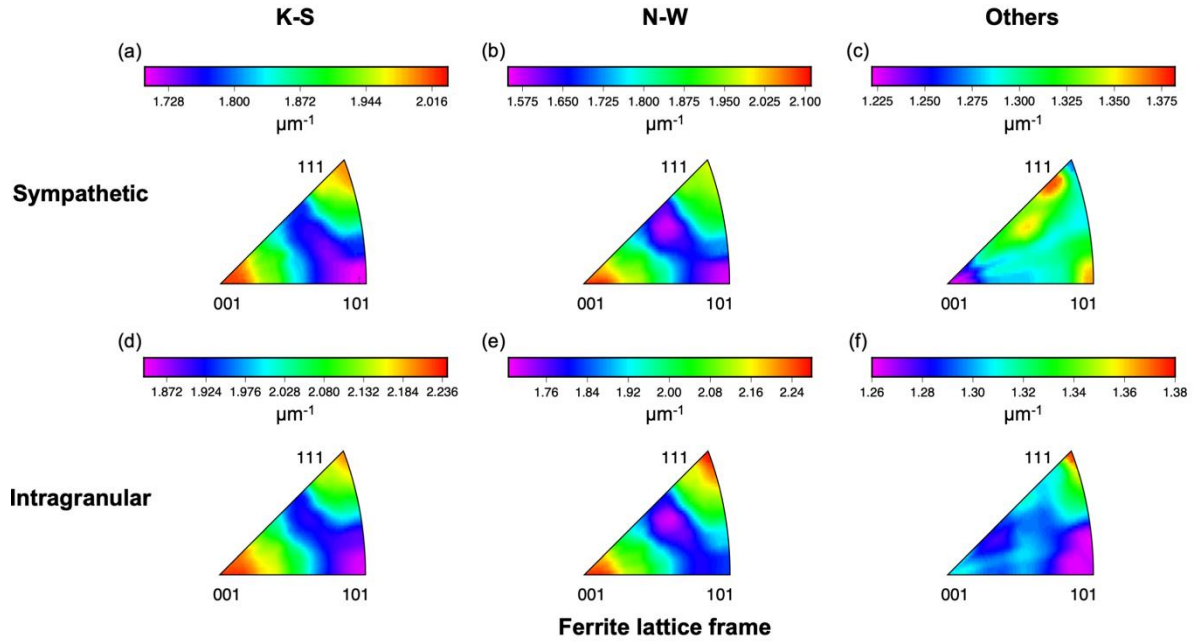 K-S N-W Others
(a) (b) (c)
1.728 1.800 1.872 1.944 2.016 1.575 1.650 1.725 1.800 1.875 1.950 2.025 2.100 1.225 1.250 1.275 1.300 1.325 1.350 1.375
µm⁻¹ µm⁻¹ µm⁻¹
111 111 111
Sympathetic
001 101 001 101 001 101
(d) (e) (f)
1.872 1.924 1.976 2.028 2.080 2.132 2.184 2.236 1.76 1.84 1.92 2.00 2.08 2.16 2.24 1.26 1.28 1.30 1.32 1.34 1.36 1.38
µm⁻¹ µm⁻¹ µm⁻¹
111 111 111
Intragranular
001 101 001 101 001 101
Ferrite lattice frame